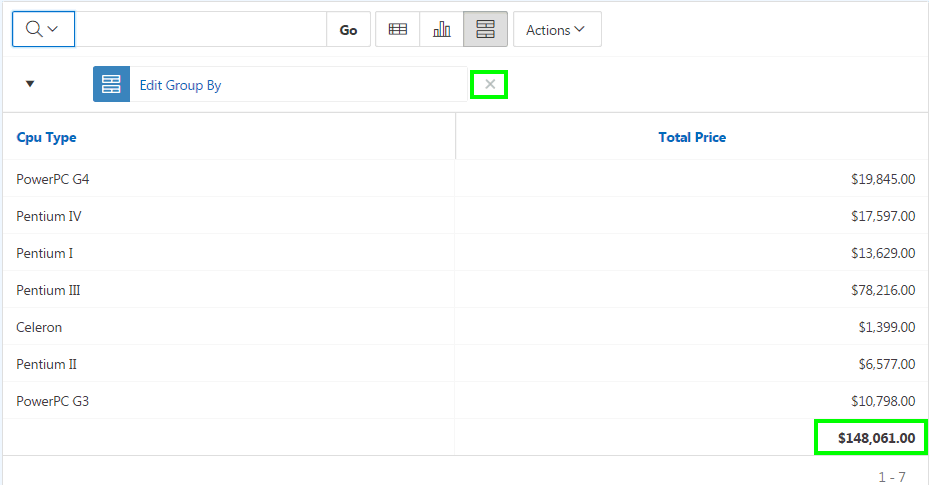 Go Actions
Edit Group By
Cpu Type Total Price
PowerPC G4 $19,845.00
Pentium IV $17,597.00
Pentium I $13,629.00
Pentium III $78,216.00
Celeron $1,399.00
Pentium II $6,577.00
PowerPC G3 $10,798.00
$148,061.00
1 - 7